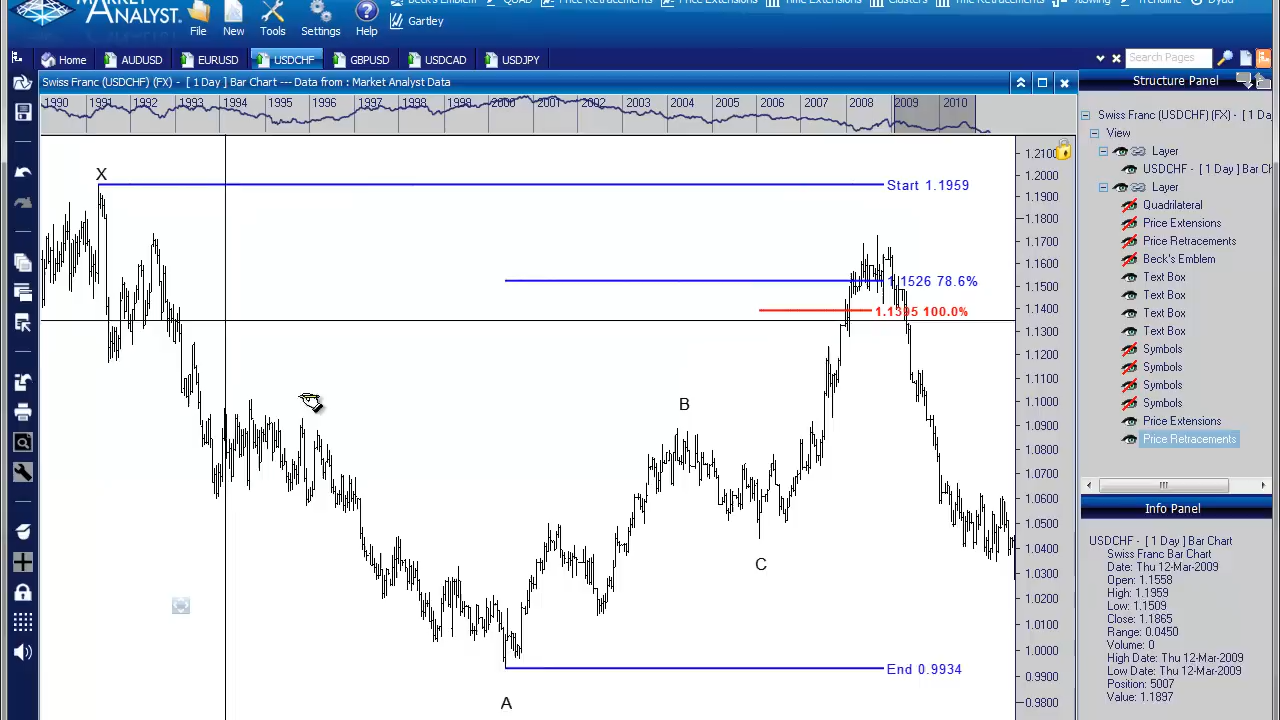 MARKET
ANALYST
File New Tools Settings Help
Beck's Emblem QUAD Price Retracements Price Extensions Time Extensions Clusters Time Retracements Trendline Dyad
Gartley
Home AUDUSD EURUSD USDCHF GBPUSD USDCAD USDJPY
Search Pages
Swiss Franc (USDCHF) (FX) - [ 1 Day ] Bar Chart --- Data from : Market Analyst Data
Structure Panel
1990 1991 1992 1993 1994 1995 1996 1997 1998 1999 2000 2001 2002 2003 2004 2005 2006 2007 2008 2009 2010
Swiss Franc (USDCHF) (FX) - [ 1 Da
View
Layer
USDCHF - [ 1 Day ] Bar Ch
Layer
Quadrilateral
Price Extensions
Price Retracements
Beck's Emblem
Text Box
Text Box
Text Box
Text Box
Symbols
Symbols
Symbols
Symbols
Price Extensions
Price Retracements
X
Start 1.1959
1.1526 78.6%
1.1395 100.0%
B
C
End 0.9934
A
1.2100
1.2000
1.1900
1.1800
1.1700
1.1600
1.1500
1.1400
1.1300
1.1200
1.1100
1.1000
1.0900
1.0800
1.0700
1.0600
1.0500
1.0400
1.0300
1.0200
1.0100
1.0000
0.9900
0.9800
Info Panel
USDCHF - [ 1 Day ] Bar Chart
Swiss Franc Bar Chart
Date: Thu 12-Mar-2009
Open: 1.1558
High: 1.1959
Low: 1.1509
Close: 1.1865
Range: 0.0450
Volume: 0
High Date: Thu 12-Mar-2009
Low Date: Thu 12-Mar-2009
Position: 5007
Value: 1.1897